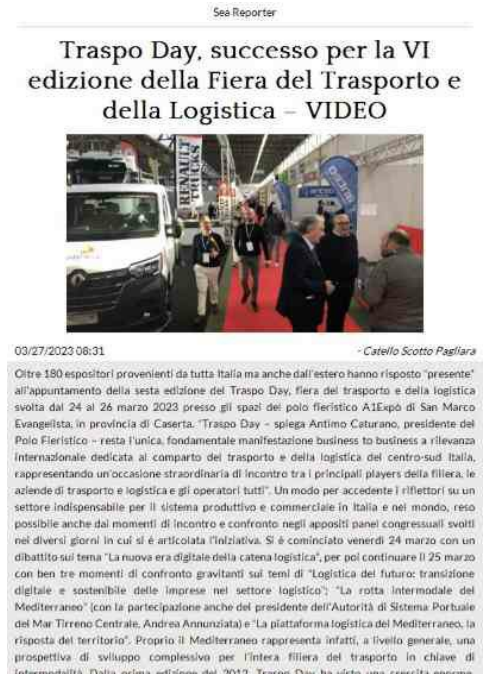 Sea Reporter
Traspo Day, successo per la VI
edizione della Fiera del Trasporto e
della Logistica – VIDEO
RENAULT
TRUCKS
03/27/2023 08:31
- Catello Scotto Pagliara
Oltre 180 espositori provenienti da tutta Italia ma anche dall'estero hanno risposto "presente"
all'appuntamento della sesta edizione del Traspo Day, fiera del trasporto e della logistica
svolta dal 24 al 26 marzo 2023 presso gli spazi del polo fieristico A1Expò di San Marco
Evangelista, in provincia di Caserta. "Traspo Day – spiega Antimo Caturano, presidente del
Polo Fieristico – resta l'unica, fondamentale manifestazione business to business a rilevanza
internazionale dedicata al comparto del trasporto e della logistica del centro-sud Italia,
rappresentando un'occasione straordinaria di incontro tra i principali players della filiera, le
aziende di trasporto e logistica e gli operatori tutti". Un modo per accedente i riflettori su un
settore indispensabile per il sistema produttivo e commerciale in Italia e nel mondo, reso
possibile anche dai momenti di incontro e confronto negli appositi panel congressuali svolti
nei diversi giorni in cui si è articolata l'iniziativa. Si è cominciato venerdì 24 marzo con un
dibattito sul tema "La nuova era digitale della catena logistica", per poi continuare il 25 marzo
con ben tre momenti di confronto gravitanti sui temi di "Logistica del futuro: transizione
digitale e sostenibile delle imprese nel settore logistico"; "La rotta intermodale del
Mediterraneo" (con la partecipazione anche del presidente dell'Autorità di Sistema Portuale
del Mar Tirreno Centrale, Andrea Annunziata) e "La piattaforma logistica del Mediterraneo, la
risposta del territorio". Proprio il Mediterraneo rappresenta infatti, a livello generale, una
prospettiva di sviluppo complessivo per l'intera filiera del trasporto in chiave di
intermodalità. Dalla prima edizione del 2012, Traspo Day ha visto una crescita enorme,